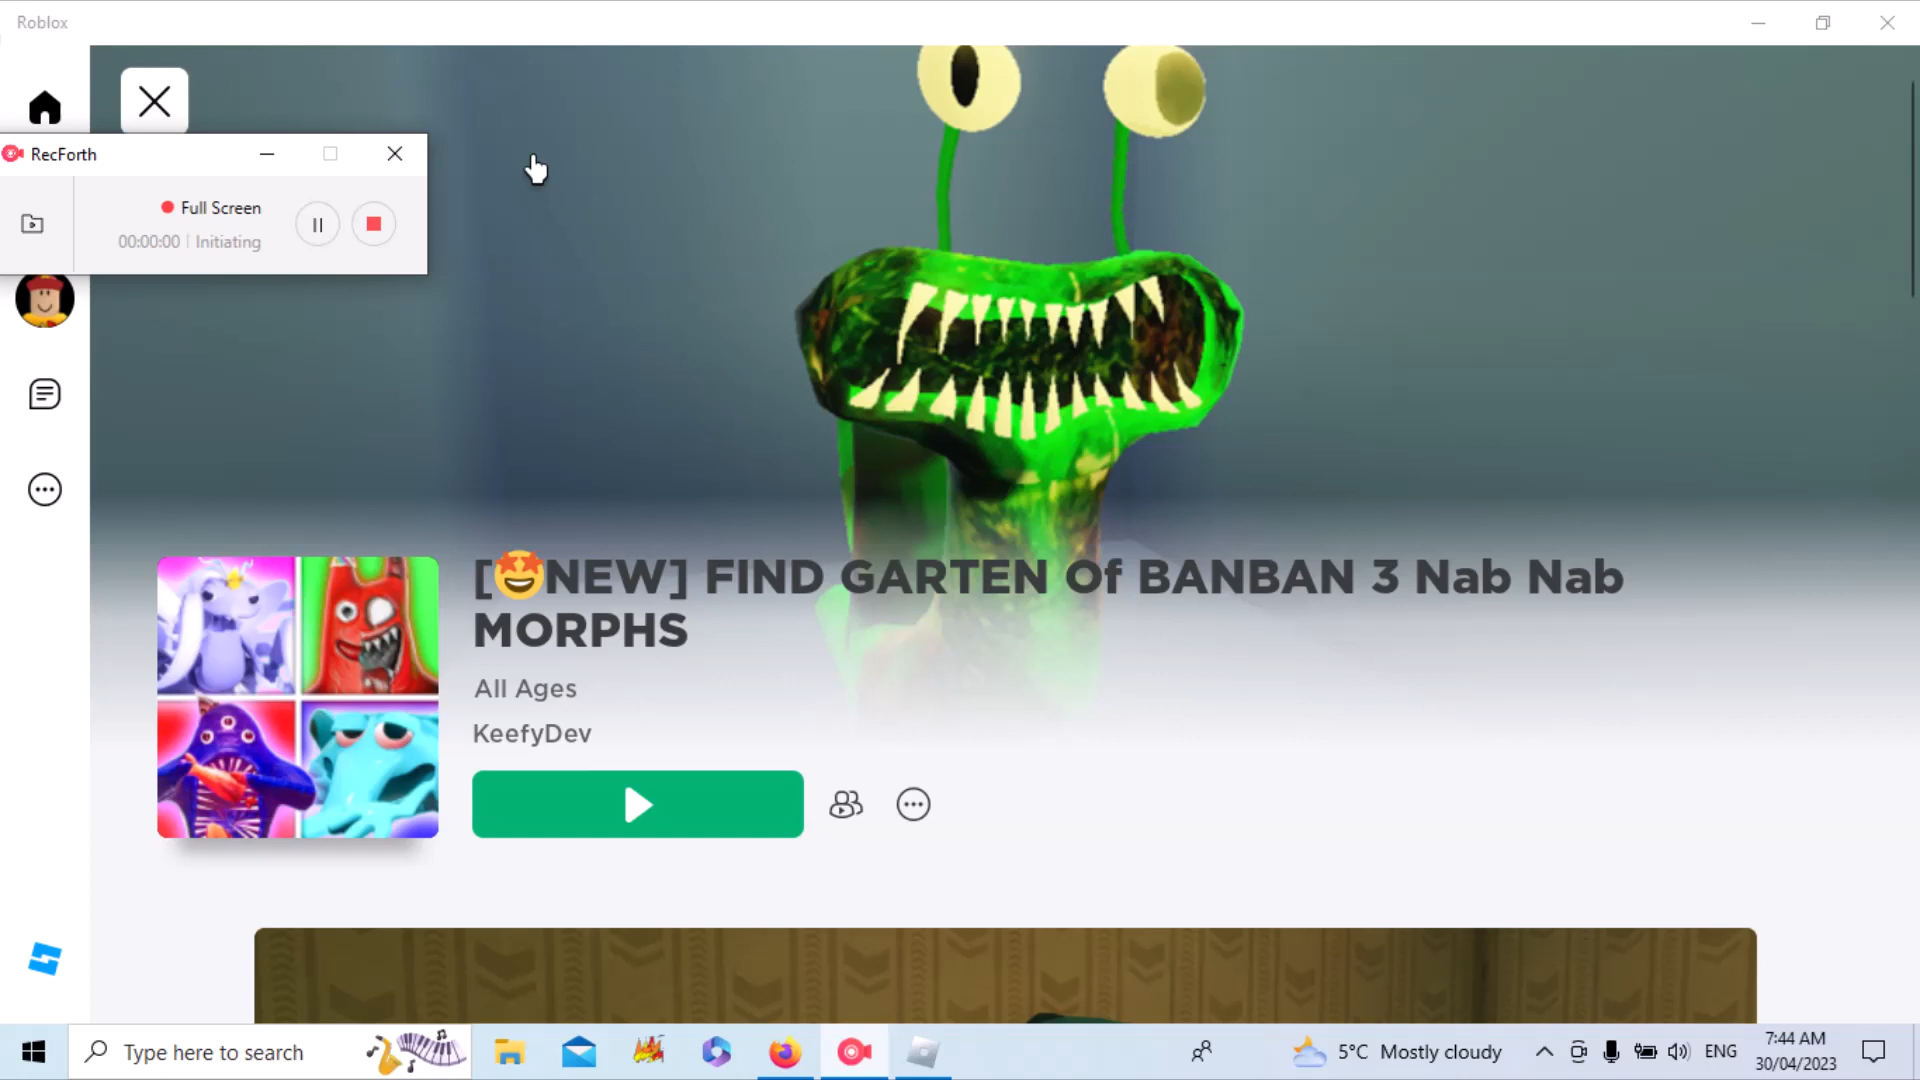 Roblox
RecForth
Full Screen
00:00:00 | Initiating
[🤩NEW] FIND GARTEN Of BANBAN 3 Nab Nab
MORPHS
All Ages
KeefyDev
Type here to search
5°C Mostly cloudy
ENG
7:44 AM
30/04/2023